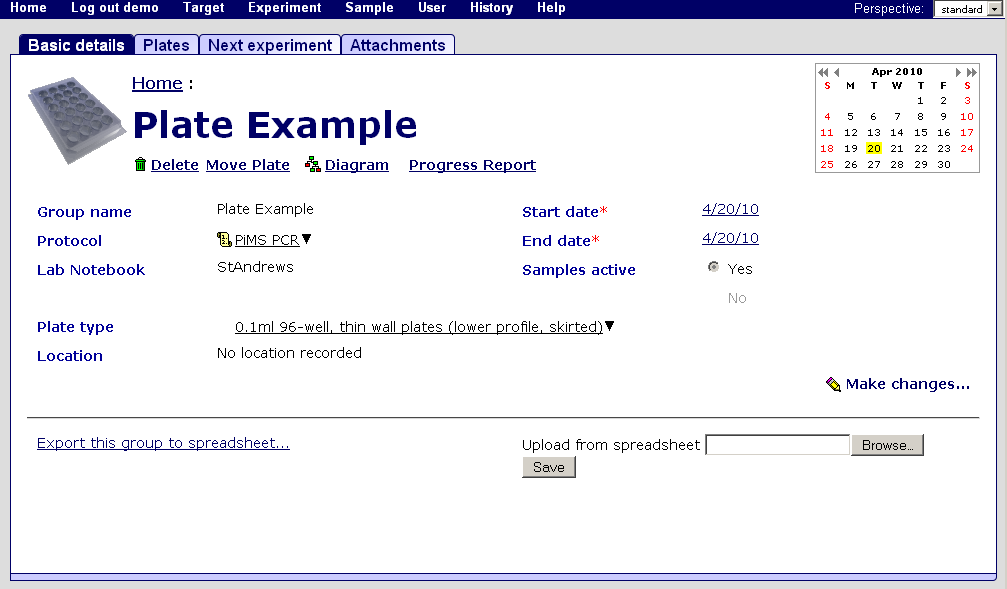 Home Log out demo Target Experiment Sample User History Help Perspective: standard
Basic details Plates Next experiment Attachments
Home :
Plate Example
Delete Move Plate Diagram Progress Report
Apr 2010
S M T W T F S
1 2 3
4 5 6 7 8 9 10
11 12 13 14 15 16 17
18 19 20 21 22 23 24
25 26 27 28 29 30
Group name Plate Example Start date* 4/20/10
Protocol PiMS PCR End date* 4/20/10
Lab Notebook StAndrews Samples active Yes
No
Plate type 0.1ml 96-well, thin wall plates (lower profile, skirted)
Location No location recorded
Make changes...
Export this group to spreadsheet... Upload from spreadsheet Browse...
Save